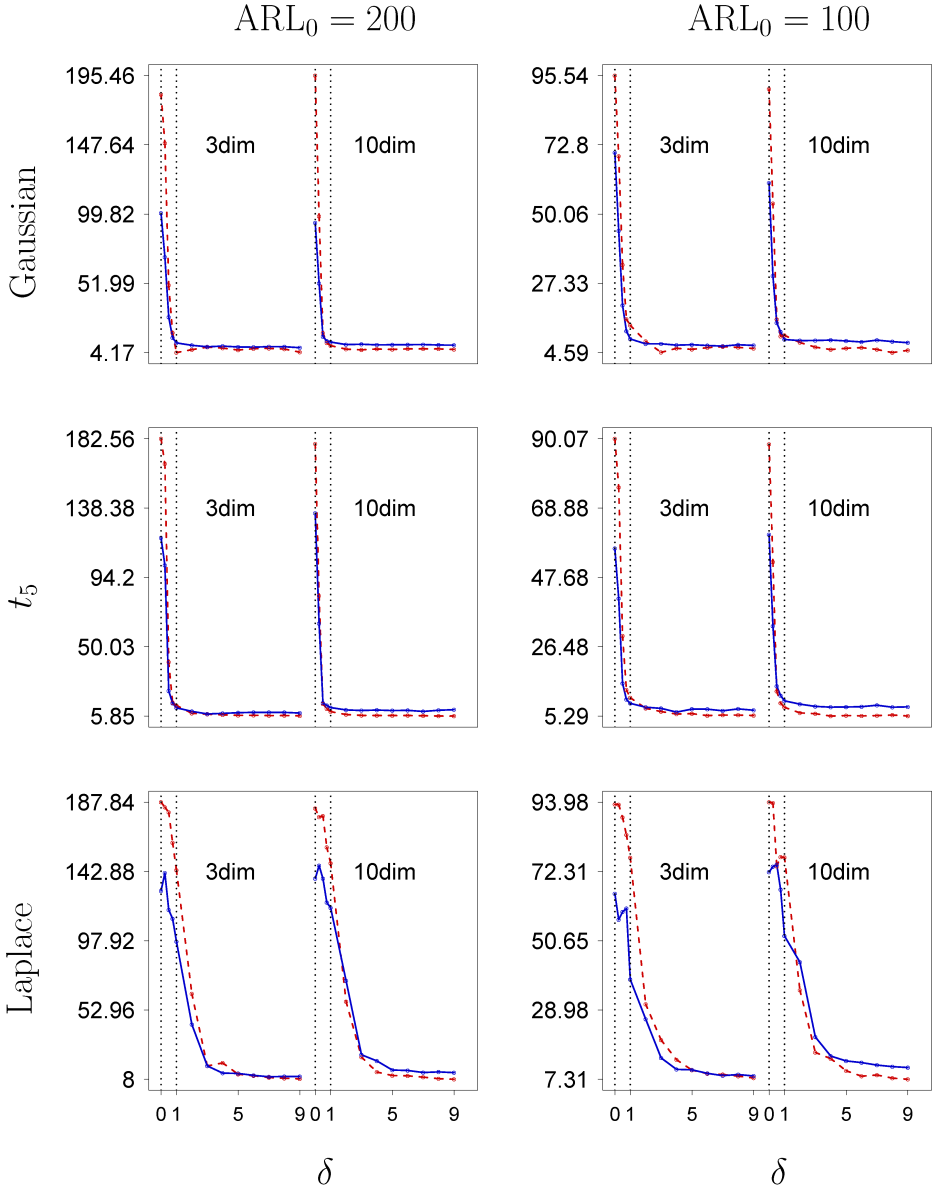 ARL₀ = 200
ARL₀ = 100
Gaussian
195.46
147.64
99.82
51.99
4.17
3dim
10dim
95.54
72.8
50.06
27.33
4.59
3dim
10dim
t₅
182.56
138.38
94.2
50.03
5.85
3dim
10dim
90.07
68.88
47.68
26.48
5.29
3dim
10dim
Laplace
187.84
142.88
97.92
52.96
8
3dim
10dim
93.98
72.31
50.65
28.98
7.31
3dim
10dim
0 1 5 9 0 1 5 9
0 1 5 9 0 1 5 9
δ
δ